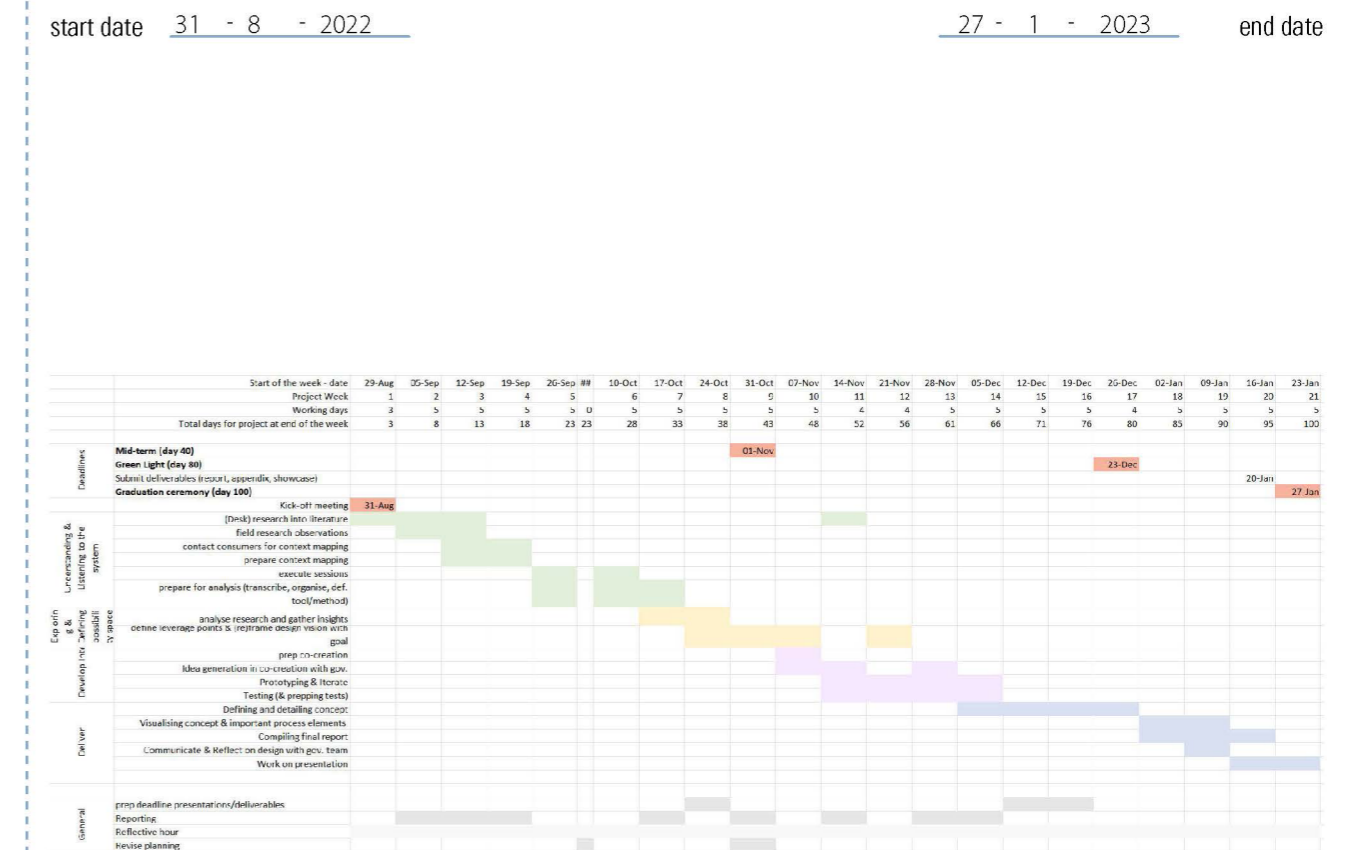 start date 31 - 8 - 2022 27 - 1 - 2023 end date
Start of the week - date 29-Aug 05-Sep 12-Sep 19-Sep 26-Sep ## 10-Oct 17-Oct 24-Oct 31-Oct 07-Nov 14-Nov 21-Nov 28-Nov 05-Dec 12-Dec 19-Dec 26-Dec 02-Jan 09-Jan 16-Jan 23-Jan
Project Week 1 2 3 4 5 6 7 8 9 10 11 12 13 14 15 16 17 18 19 20 21
Working days 3 5 5 5 5 0 5 5 5 5 5 4 4 5 5 5 5 4 5 5 5 5
Total days for project at end of the week 3 8 13 18 23 23 28 33 38 43 48 52 56 61 66 71 76 80 85 90 95 100
Deadlines
Mid-term (day 40) 01-Nov
Green Light (day 80) 23-Dec
Submit deliverables (report, appendix, showcase) 20-Jan
Graduation ceremony (day 100) 27 Jan
Kick-off meeting 31-Aug
Understanding &
Listening to the
system
(Desk) research into literature
field research observations
contact consumers for context mapping
prepare context mapping
execute sessions
prepare for analysis (transcribe, organise, def.
tool/method)
Explorin
g &
Defining
possibili
ty space
analyse research and gather insights
define leverage points & (re)frame design vision with
goal
Develop
prep co-creation
Idea generation in co-creation with gov.
Prototyping & Iterate
Testing (& prepping tests)
Deliver
Defining and detailing concept
Visualising concept & important process elements
Compiling final report
Communicate & Reflect on design with gov. team
Work on presentation
General
prep deadline presentations/deliverables
Reporting
Reflective hour
Revise planning